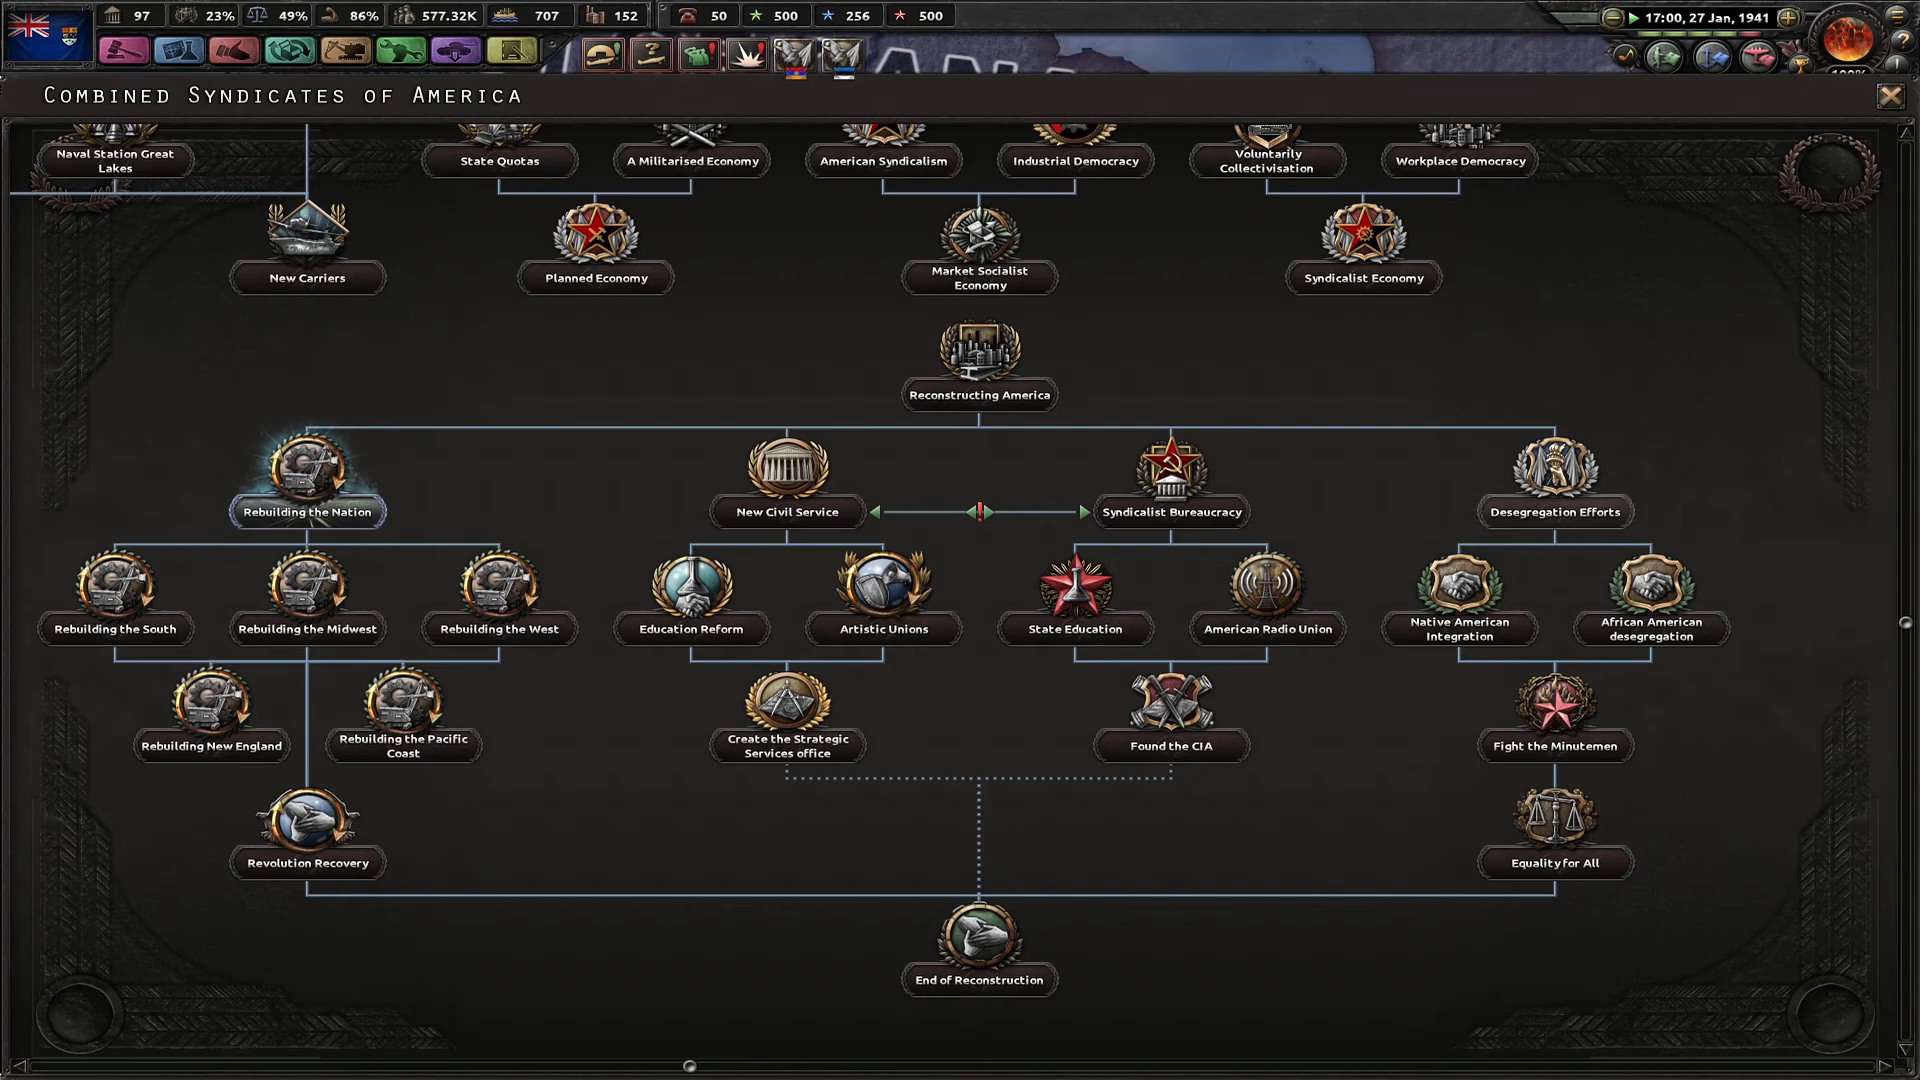 97
23%
49%
86%
577.32K
707
152
50
500
256
500
17:00, 27 Jan, 1941
Combined Syndicates of America
Naval Station Great
Lakes
State Quotas
A Militarised Economy
American Syndicalism
Industrial Democracy
Voluntarily
Collectivisation
Workplace Democracy
New Carriers
Planned Economy
Market Socialist
Economy
Syndicalist Economy
Reconstructing America
Rebuilding the Nation
New Civil Service
Syndicalist Bureaucracy
Desegregation Efforts
Rebuilding the South
Rebuilding the Midwest
Rebuilding the West
Education Reform
Artistic Unions
State Education
American Radio Union
Native American
Integration
African American
desegregation
Rebuilding New England
Rebuilding the Pacific
Coast
Create the Strategic
Services office
Found the CIA
Fight the Minutemen
Revolution Recovery
Equality for All
End of Reconstruction